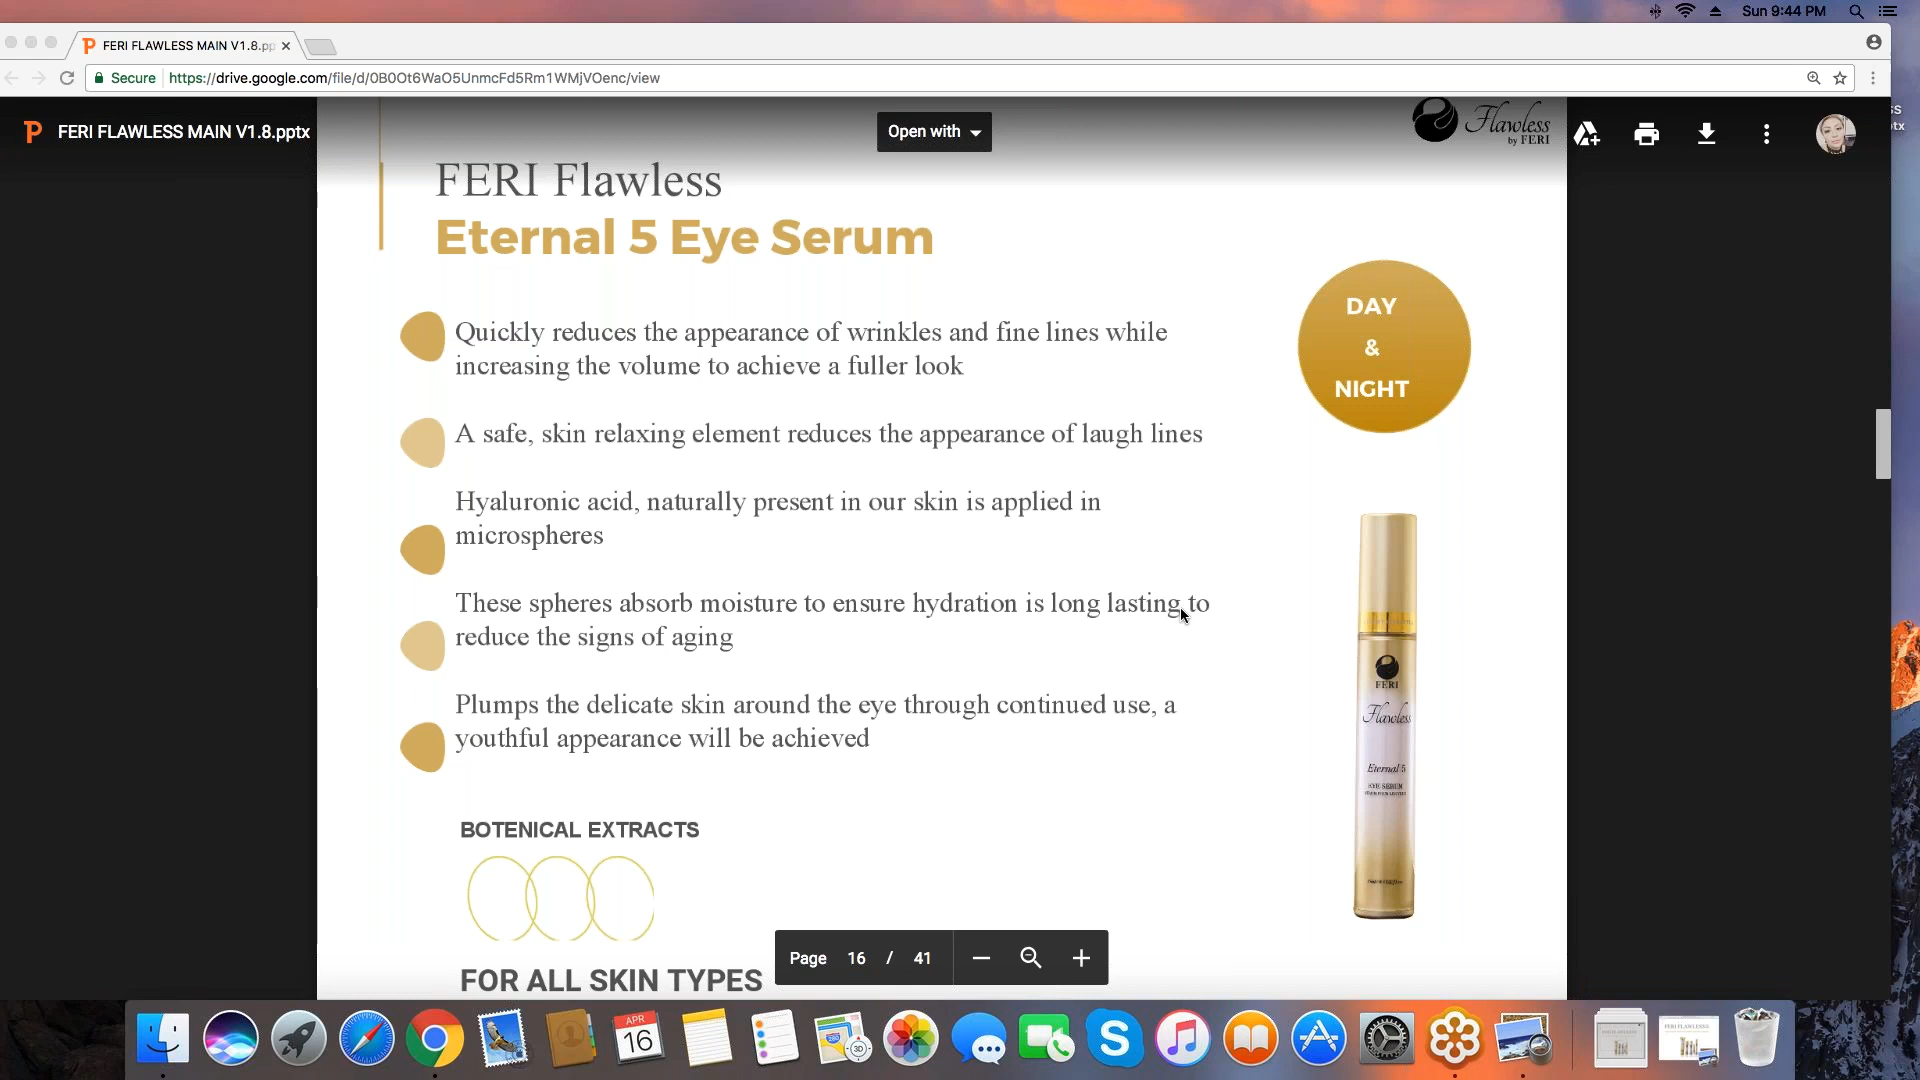 Sun 9:44 PM
FERI FLAWLESS MAIN V1.8.pp
Secure
https://drive.google.com/file/d/0B0Ot6WaO5UnmcFd5Rm1WMjVOenc/view
FERI FLAWLESS MAIN V1.8.pptx
Open with
Flawless
by FERI
FERI Flawless
Eternal 5 Eye Serum
DAY
&
NIGHT
Quickly reduces the appearance of wrinkles and fine lines while
increasing the volume to achieve a fuller look
A safe, skin relaxing element reduces the appearance of laugh lines
Hyaluronic acid, naturally present in our skin is applied in
microspheres
These spheres absorb moisture to ensure hydration is long lasting to
reduce the signs of aging
Plumps the delicate skin around the eye through continued use, a
youthful appearance will be achieved
FERI
Flawless
Eternal 5
EYE SERUM
BOTENICAL EXTRACTS
FOR ALL SKIN TYPES
Page 16 / 41
APR
16